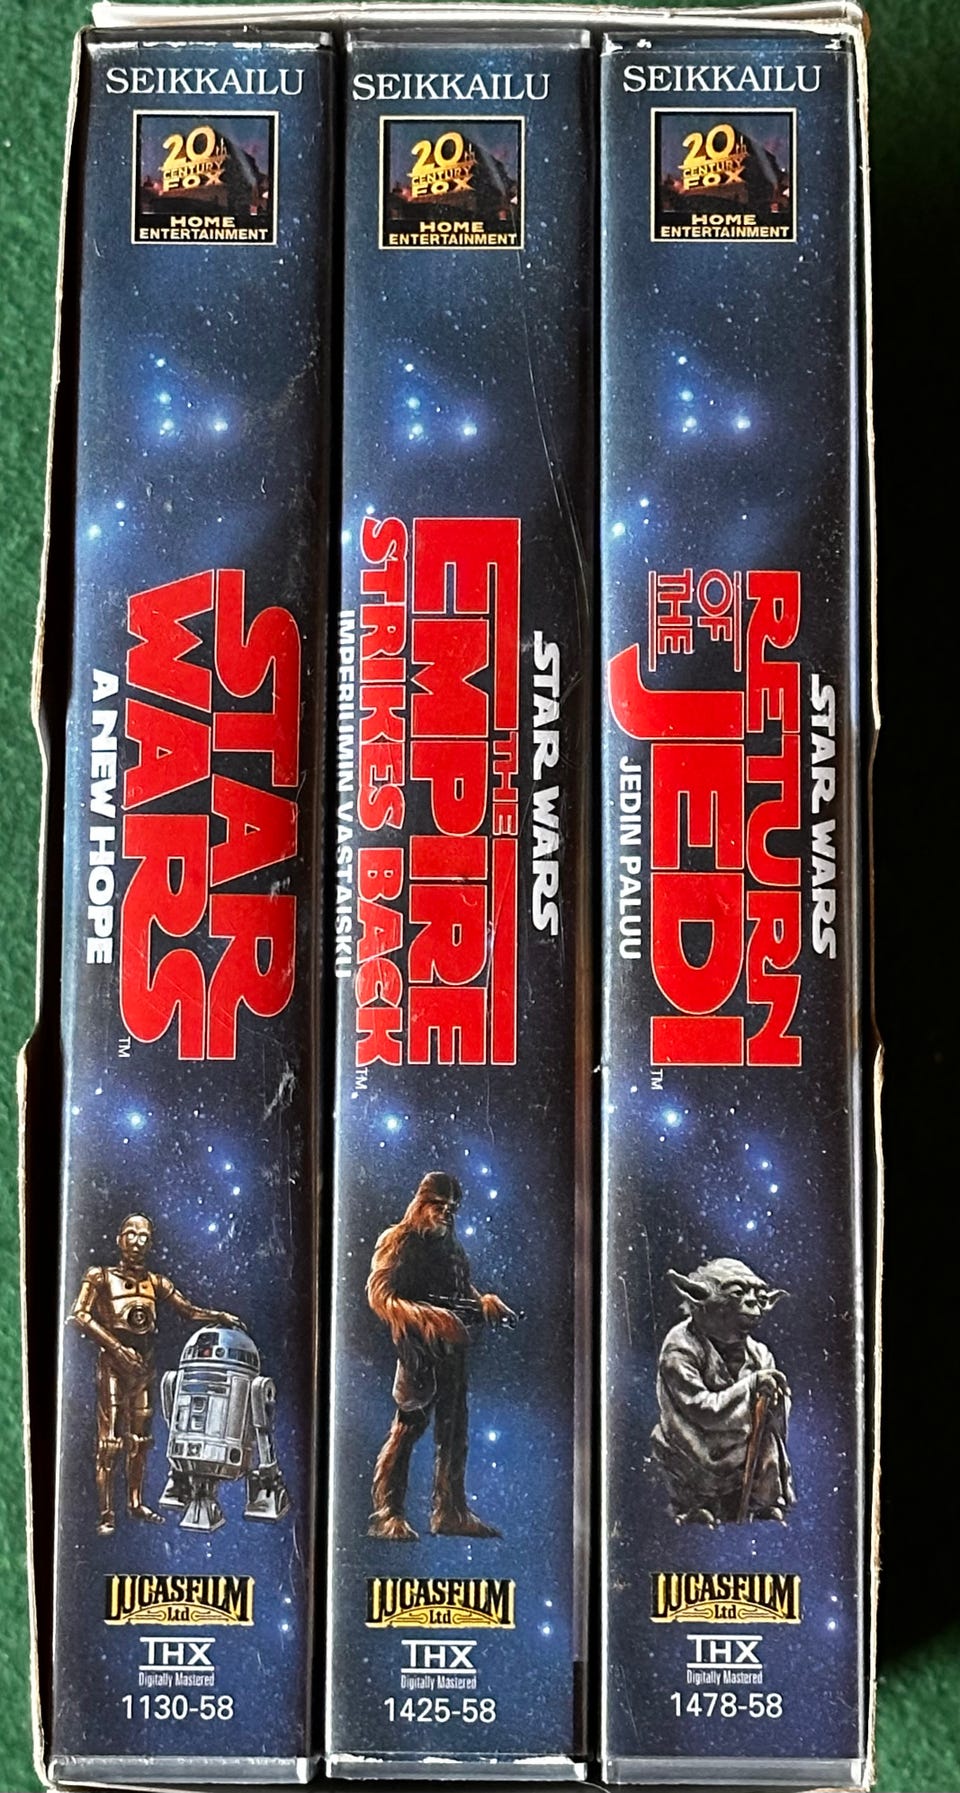 SEIKKAILU
20th
CENTURY
FOX
HOME
ENTERTAINMENT
STAR
WARS
A NEW HOPE
TM
LUCASFILM
Ltd
THX
Digitally Mastered
1130-58
SEIKKAILU
20th
CENTURY
FOX
HOME
ENTERTAINMENT
STAR WARS
THE
EMPIRE
STRIKES BACK
TM
IMPERIUMIN VASTAISKU
LUCASFILM
Ltd
THX
Digitally Mastered
1425-58
SEIKKAILU
20th
CENTURY
FOX
HOME
ENTERTAINMENT
STAR WARS
RETURN
OF
THE
JEDI
TM
JEDIN PALUU
LUCASFILM
Ltd
THX
Digitally Mastered
1478-58